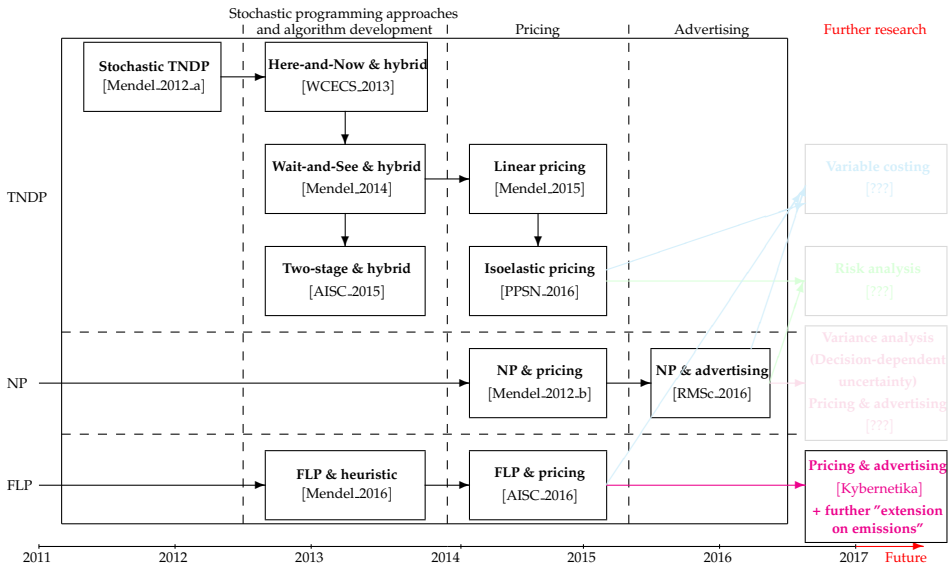 Stochastic programming approaches
and algorithm development
Pricing
Advertising
Further research
Stochastic TNDP
[Mendel_2012_a]
Here-and-Now & hybrid
[WCECS_2013]
Wait-and-See & hybrid
[Mendel_2014]
Linear pricing
[Mendel_2015]
Variable costing
[???]
TNDP
Two-stage & hybrid
[AISC_2015]
Isoelastic pricing
[PPSN_2016]
Risk analysis
[???]
NP
NP & pricing
[Mendel_2012_b]
NP & advertising
[RMSc_2016]
Variance analysis
(Decision-dependent
uncertainty)
Pricing & advertising
[???]
FLP
FLP & heuristic
[Mendel_2016]
FLP & pricing
[AISC_2016]
Pricing & advertising
[Kybernetika]
+ further "extension
on emissions"
2011
2012
2013
2014
2015
2016
2017
Future